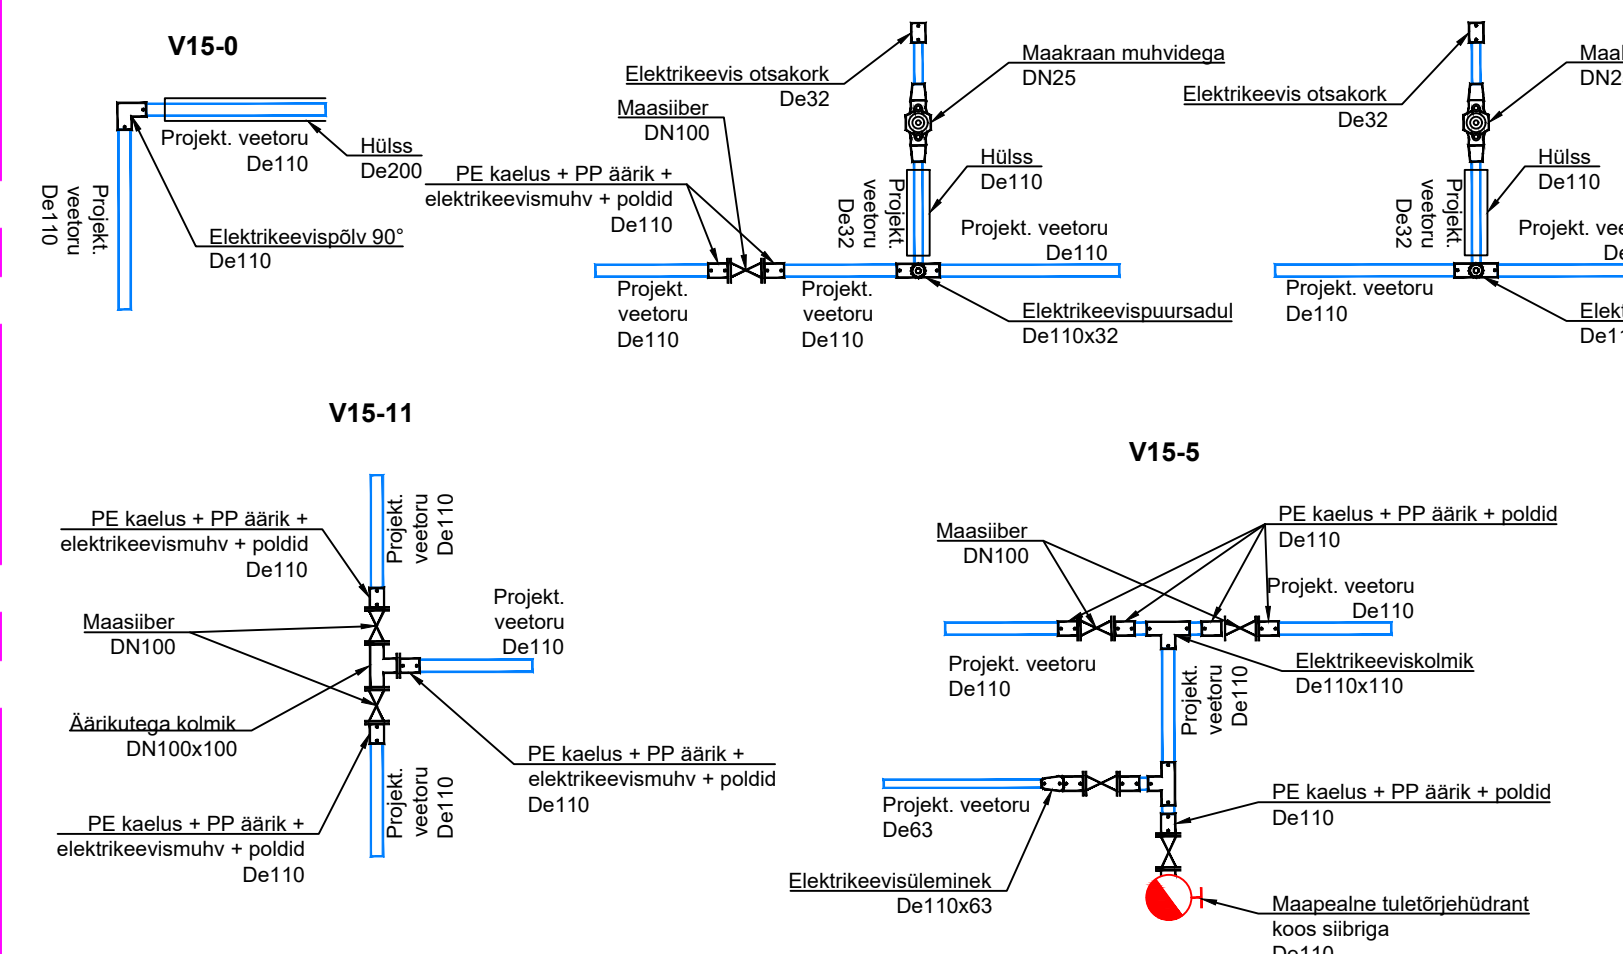 V15-0
Projekt. veetoru
De110
Hülss
De200
Projekt.
veetoru
De110
Elektrikeevispõlv 90°
De110
Elektrikeevis otsakork
De32
Maakraan muhvidega
DN25
Maasiiber
DN100
PE kaelus + PP äärik +
elektrikeevismuhv + poldid
De110
Hülss
De110
Projekt.
veetoru
De32
Projekt. veetoru
De110
Projekt.
veetoru
De110
Projekt.
veetoru
De110
Elektrikeevispuursadul
De110x32
Elektrikeevis otsakork
De32
Hülss
De110
Projekt.
veetoru
De32
Projekt. veetoru
De110
Projekt.
V15-11
PE kaelus + PP äärik +
elektrikeevismuhv + poldid
De110
Projekt.
veetoru
De110
Maasiiber
DN100
Projekt.
veetoru
De110
Äärikutega kolmik
DN100x100
PE kaelus + PP äärik +
elektrikeevismuhv + poldid
De110
Projekt.
veetoru
De110
PE kaelus + PP äärik +
elektrikeevismuhv + poldid
De110
V15-5
Maasiiber
DN100
PE kaelus + PP äärik + poldid
De110
Projekt. veetoru
De110
Projekt. veetoru
De110
Elektrikeeviskolmik
De110x110
Projekt.
veetoru
De110
Projekt. veetoru
De63
PE kaelus + PP äärik + poldid
De110
Elektrikeevisüleminek
De110x63
Maapealne tuletõrjehüdrant
koos siibriga
De110